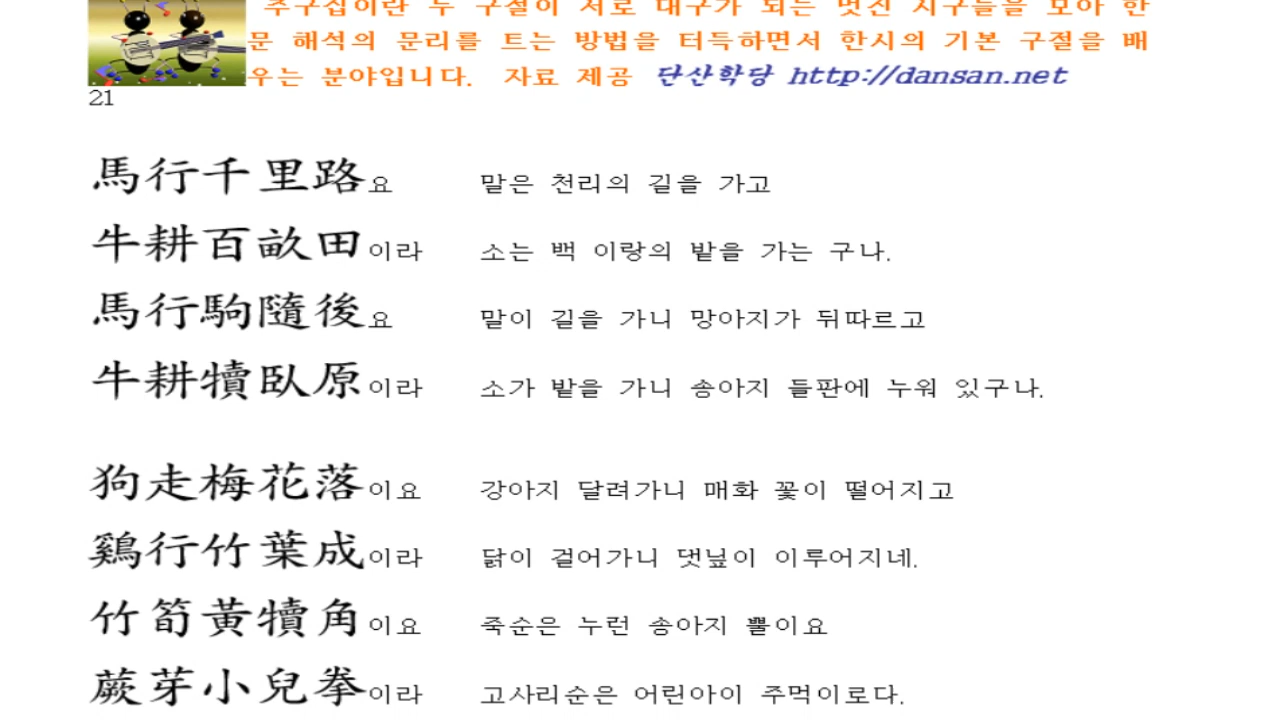 추구집이란 두 구절이 서로 대구가 되는 멋진 시구들을 모아 한
문 해석의 문리를 트는 방법을 터득하면서 한시의 기본 구절을 배
우는 분야입니다. 자료 제공 단산학당 http://dansan.net
21
馬行千里路요 말은 천리의 길을 가고
牛耕百畝田이라 소는 백 이랑의 밭을 가는 구나.
馬行駒隨後요 말이 길을 가니 망아지가 뒤따르고
牛耕犢臥原이라 소가 밭을 가니 송아지 들판에 누워 있구나.
狗走梅花落이요 강아지 달려가니 매화 꽃이 떨어지고
鷄行竹葉成이라 닭이 걸어가니 댓닢이 이루어지네.
竹筍黃犢角이요 죽순은 누런 송아지 뿔이요
蕨芽小兒拳이라 고사리순은 어린아이 주먹이로다.